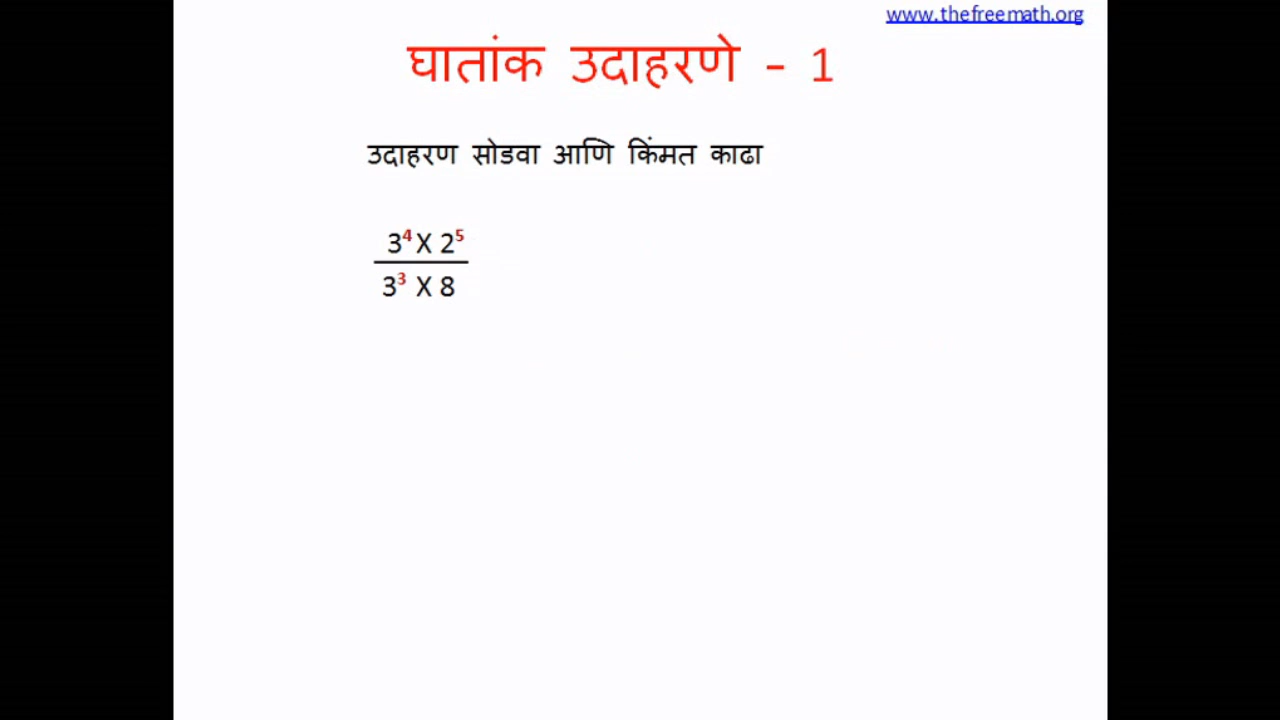 www.thefreemath.org
घातांक उदाहरणे - 1
उदाहरण सोडवा आणि किंमत काढा
3⁴ X 2⁵
3³ X 8